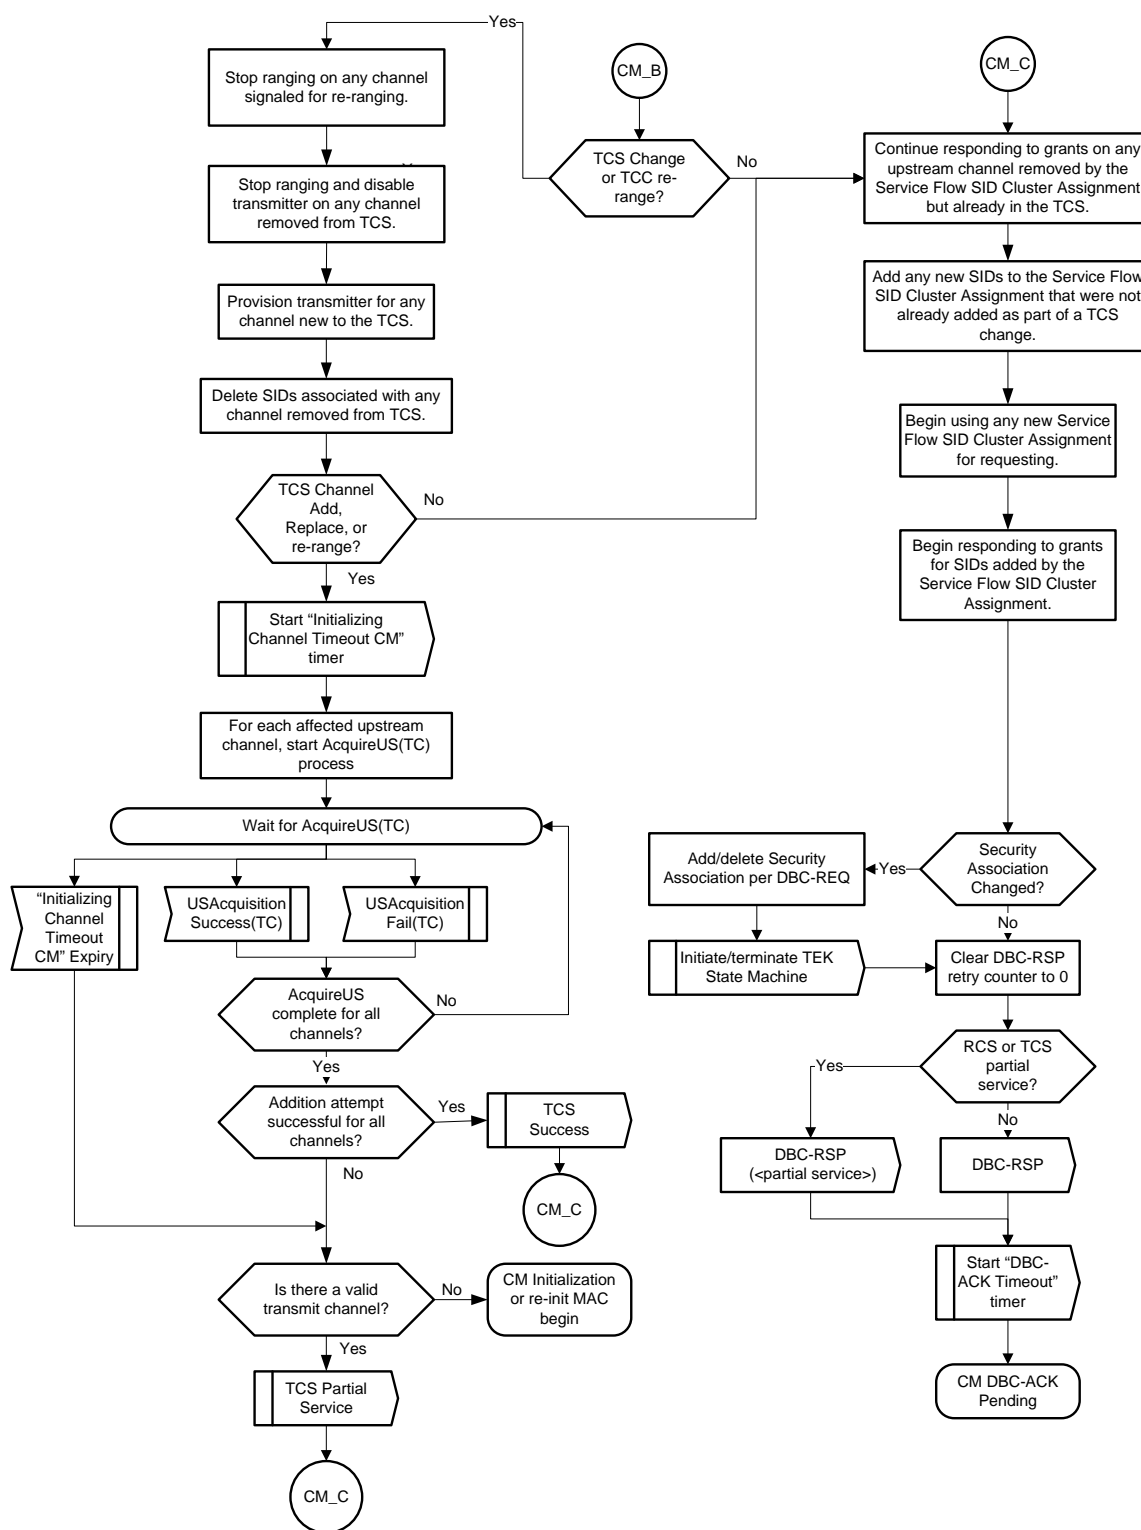 Yes
Stop ranging on any channel
signaled for re-ranging.
Stop ranging and disable
transmitter on any channel
removed from TCS.
Provision transmitter for any
channel new to the TCS.
Delete SIDs associated with any
channel removed from TCS.
TCS Channel
Add,
Replace, or
re-range?
No
Yes
Start “Initializing
Channel Timeout CM”
timer
For each affected upstream
channel, start AcquireUS(TC)
process
Wait for AcquireUS(TC)
“Initializing
Channel
Timeout
CM” Expiry
USAcquisition
Success(TC)
USAcquisition
Fail(TC)
AcquireUS
complete for all
channels?
No
Yes
Addition attempt
successful for all
channels?
Yes
TCS
Success
No
CM_C
Is there a valid
transmit channel?
No
CM Initialization
or re-init MAC
begin
Yes
TCS Partial
Service
CM_C
CM_B
TCS Change
or TCC re-
range?
No
CM_C
Continue responding to grants on any
upstream channel removed by the
Service Flow SID Cluster Assignment
but already in the TCS.
Add any new SIDs to the Service Flow
SID Cluster Assignment that were not
already added as part of a TCS
change.
Begin using any new Service
Flow SID Cluster Assignment
for requesting.
Begin responding to grants
for SIDs added by the
Service Flow SID Cluster
Assignment.
Security
Association
Changed?
Yes
Add/delete Security
Association per DBC-REQ
No
Initiate/terminate TEK
State Machine
Clear DBC-RSP
retry counter to 0
RCS or TCS
partial
service?
Yes
No
DBC-RSP
(<partial service>)
DBC-RSP
Start “DBC-
ACK Timeout”
timer
CM DBC-ACK
Pending